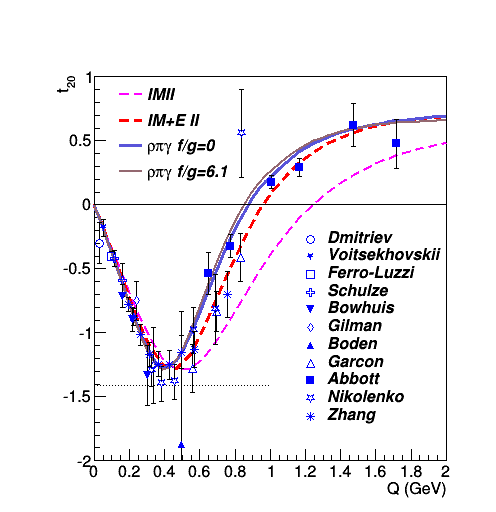 t20
1
0.5
0
-0.5
-1
-1.5
-2
IMII
IM+E II
ρπγ f/g=0
ρπγ f/g=6.1
Dmitriev
Voitsekhovskii
Ferro-Luzzi
Schulze
Bowhuis
Gilman
Boden
Garcon
Abbott
Nikolenko
Zhang
0 0.2 0.4 0.6 0.8 1 1.2 1.4 1.6 1.8 2
Q (GeV)